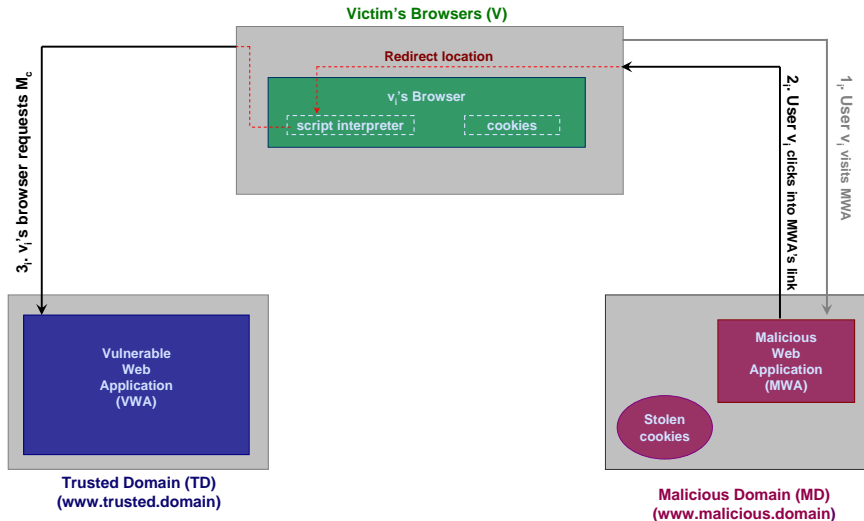 Victim's Browsers (V)
Redirect location
vᵢ's Browser
script interpreter
cookies
3ᵢ. vᵢ's browser requests M꜀
2ᵢ. User vᵢ clicks into MWA's link
1ᵢ. User vᵢ visits MWA
Vulnerable
Web
Application
(VWA)
Malicious
Web
Application
(MWA)
Stolen
cookies
Trusted Domain (TD)
(www.trusted.domain)
Malicious Domain (MD)
(www.malicious.domain)